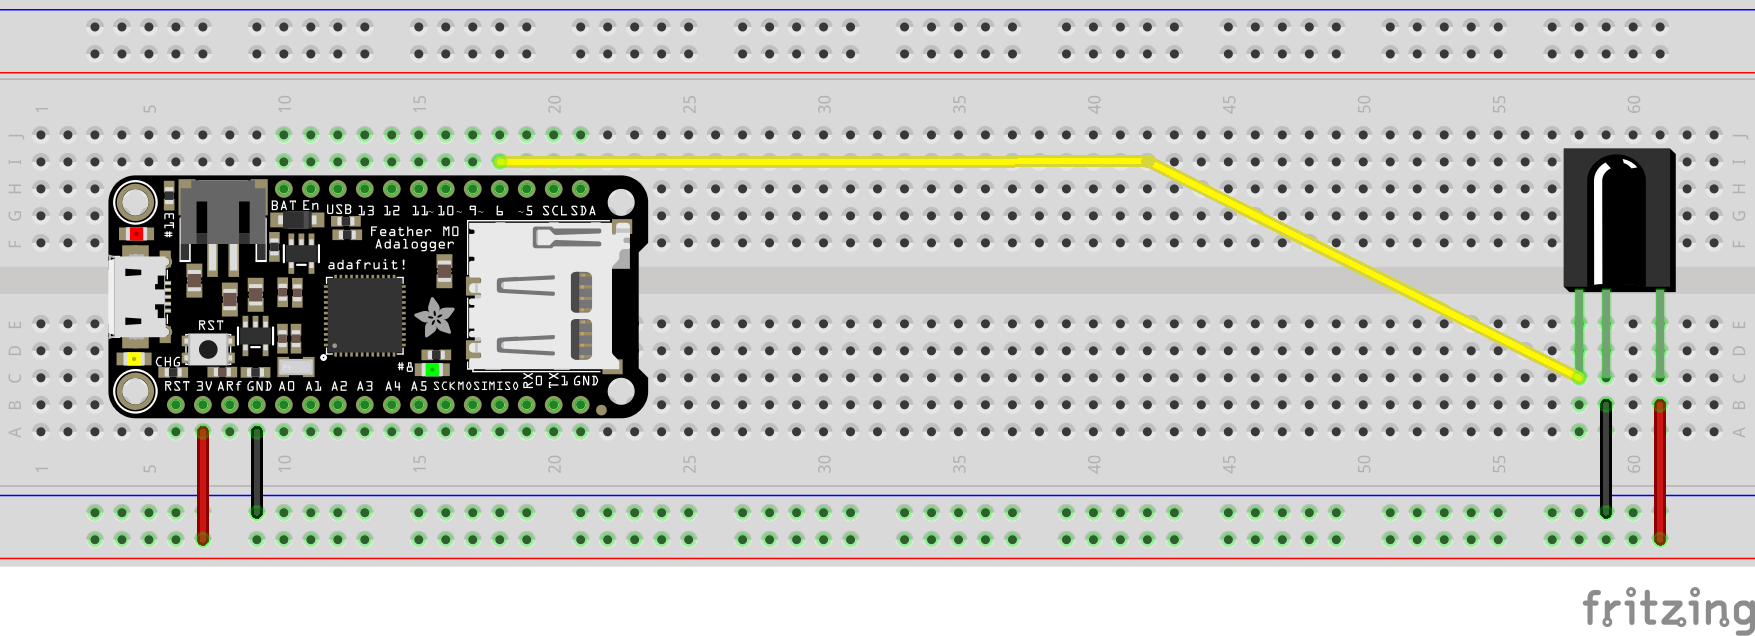 1 5 10 15 20 25 30 35 40 45 50 55 60
J J
I I
H H
G G
F F
#13
BAT En USB 13 12 11~ 10~ 9~ 6 ~5 SCL SDA
Feather M0
Adalogger
adafruit!
RST
CHG
#8
RST 3V ARf GND A0 A1 A2 A3 A4 A5 SCK MOSI MISO RX0 TX1 GND
E E
D D
C C
B B
A A
1 5 10 15 20 25 30 35 40 45 50 55 60
fritzing